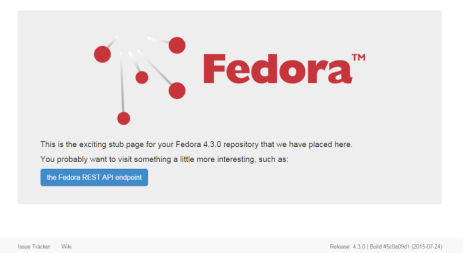 Fedora™
This is the exciting stub page for your Fedora 4.3.0 repository that we have placed here.
You probably want to visit something a little more interesting, such as:
the Fedora REST API endpoint
Issue Tracker Wiki
Release: 4.3.0 | Build #5c0e09d1 (2015-07-24)